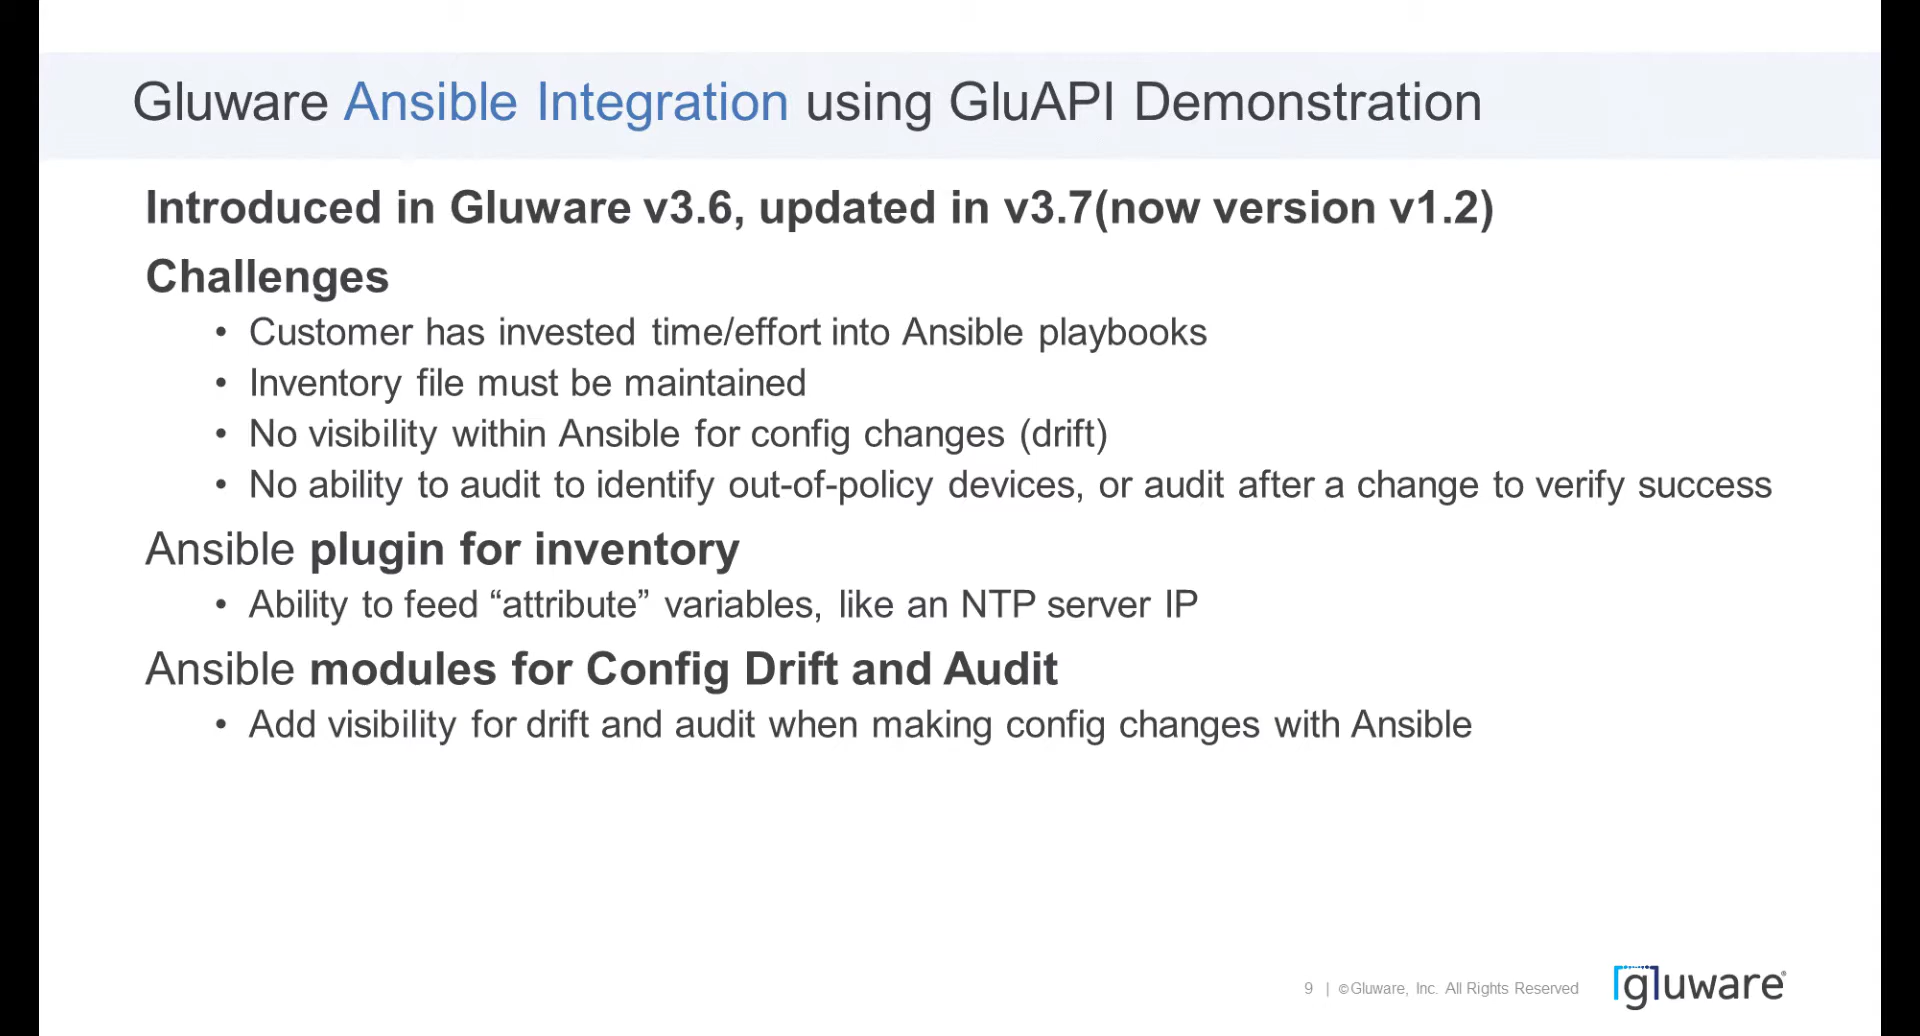 Gluware Ansible Integration using GluAPI Demonstration
Introduced in Gluware v3.6, updated in v3.7(now version v1.2)
Challenges
• Customer has invested time/effort into Ansible playbooks
• Inventory file must be maintained
• No visibility within Ansible for config changes (drift)
• No ability to audit to identify out-of-policy devices, or audit after a change to verify success
Ansible plugin for inventory
• Ability to feed “attribute” variables, like an NTP server IP
Ansible modules for Config Drift and Audit
• Add visibility for drift and audit when making config changes with Ansible
9 | ©Gluware, Inc. All Rights Reserved
[g]luware®